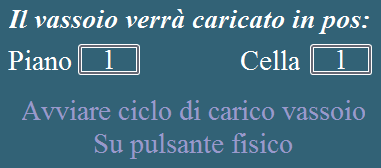 Il vassoio verrà caricato in pos:
Piano 1 Cella 1
Avviare ciclo di carico vassoio
Su pulsante fisico